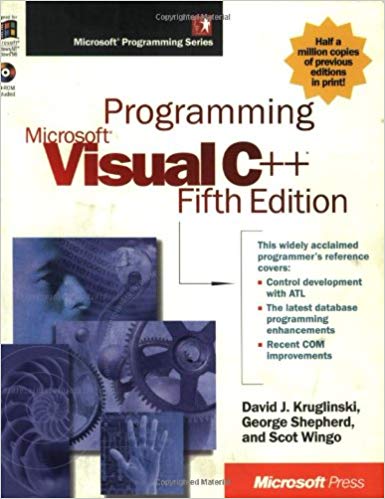 Microsoft® Programming Series
Half a
million copies
of previous
editions
in print!
Programming
Microsoft®
Visual C++™
Fifth Edition
This widely acclaimed
programmer's reference
covers:
Control development
with ATL
The latest database
programming
enhancements
Recent COM
improvements
David J. Kruglinski,
George Shepherd,
and Scot Wingo
Microsoft Press